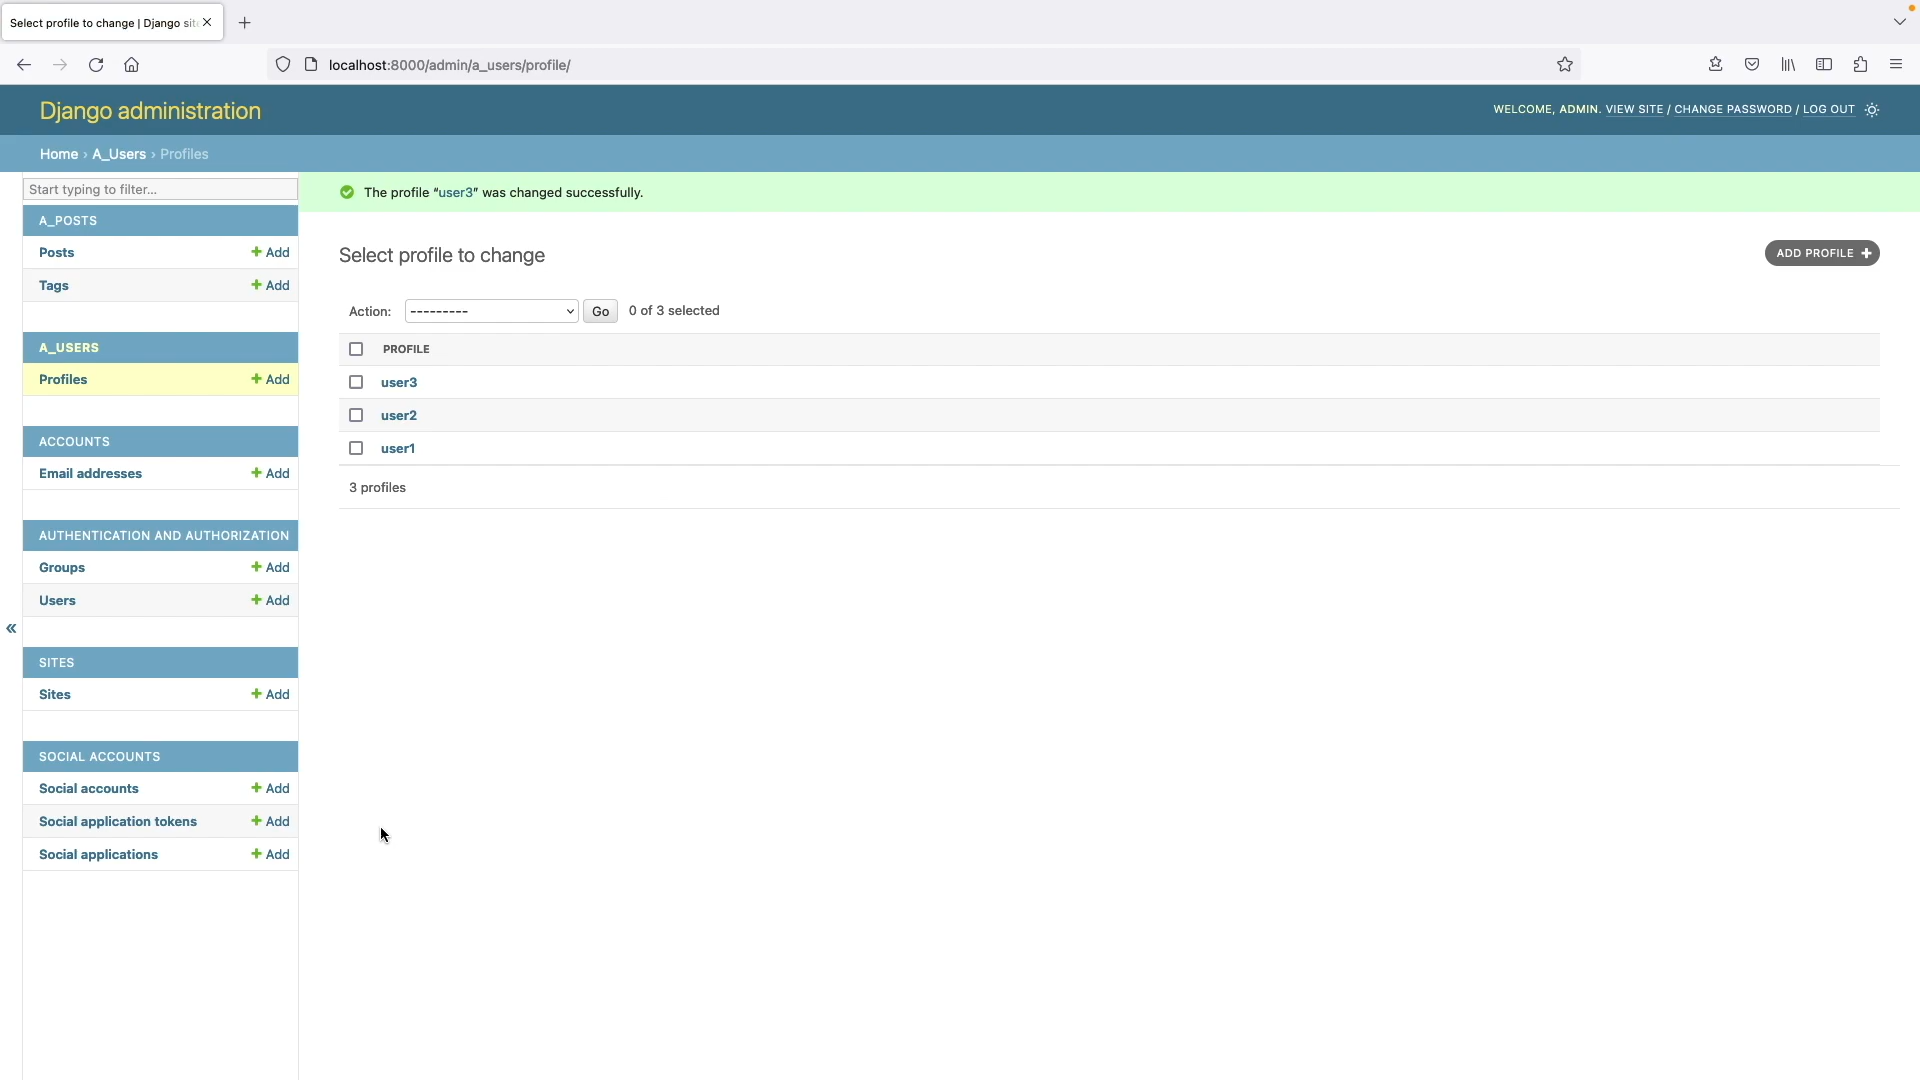 Select profile to change | Django sit
localhost:8000/admin/a_users/profile/
Django administration
WELCOME, ADMIN. VIEW SITE / CHANGE PASSWORD / LOG OUT
Home › A_Users › Profiles
Start typing to filter...
The profile “user3” was changed successfully.
A_POSTS
Posts + Add
Tags + Add
A_USERS
Profiles + Add
ACCOUNTS
Email addresses + Add
AUTHENTICATION AND AUTHORIZATION
Groups + Add
Users + Add
«
SITES
Sites + Add
SOCIAL ACCOUNTS
Social accounts + Add
Social application tokens + Add
Social applications + Add
Select profile to change
ADD PROFILE +
Action: --------- Go 0 of 3 selected
PROFILE
user3
user2
user1
3 profiles